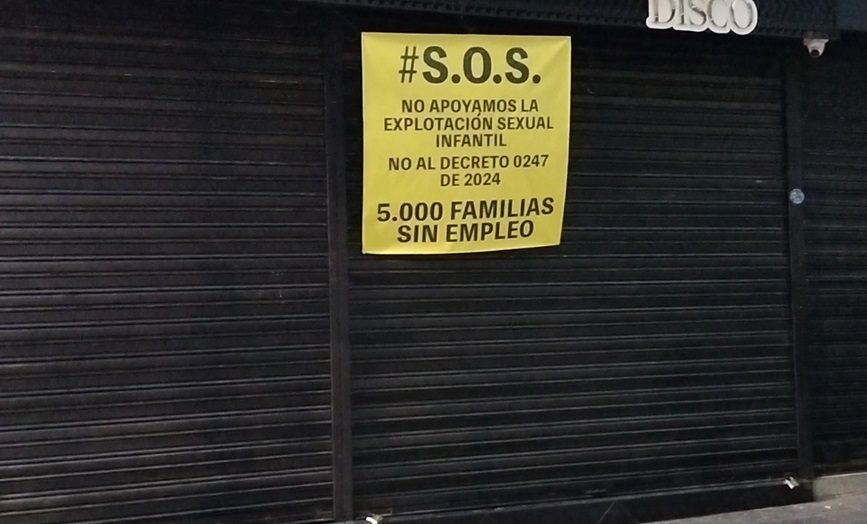 DISCO
#S.O.S.
NO APOYAMOS LA
EXPLOTACIÓN SEXUAL
INFANTIL
NO AL DECRETO 0247
DE 2024
5.000 FAMILIAS
SIN EMPLEO